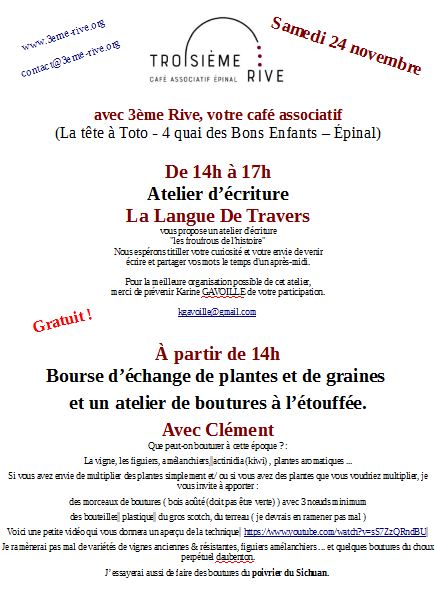 www.3eme-rive.org
contact@3eme-rive.org
TROISIÈME
CAFÉ ASSOCIATIF ÉPINAL
RIVE
Samedi 24 novembre
avec 3ème Rive, votre café associatif
(La tête à Toto - 4 quai des Bons Enfants – Épinal)
De 14h à 17h
Atelier d’écriture
La Langue De Travers
vous propose un atelier d'écriture
"les froufrous de l'histoire"
Nous espérons titiller votre curiosité et votre envie de venir
écrire et partager vos mots le temps d'un après-midi.
Pour la meilleure organisation possible de cet atelier,
merci de prévenir Karine GAVOILLE de votre participation.
kgavoille@gmail.com
Gratuit !
À partir de 14h
Bourse d’échange de plantes et de graines
et un atelier de boutures à l’étouffée.
Avec Clément
Que peut-on bouturer à cette époque ? :
La vigne, les figuiers, amélanchiers, actinidia (kiwi) , plantes aromatiques ...
Si vous avez envie de multiplier des plantes simplement et/ ou si vous avez des plantes que vous voudriez multiplier, je
vous invite à apporter :
des morceaux de boutures ( bois aoûté (doit pas être verte) ) avec 3 nœuds minimum
des bouteilles plastique du gros scotch, du terreau ( je devrais en ramener pas mal )
Voici une petite vidéo qui vous donnera un aperçu de la technique https://www.youtube.com/watch?v=sS7ZzQRndBU
Je ramènerai pas mal de variétés de vignes anciennes & résistantes, figuiers amélanchiers ... et quelques boutures du choux
perpétuel daubenton.
J’essayerai aussi de faire des boutures du poivrier du Sichuan.